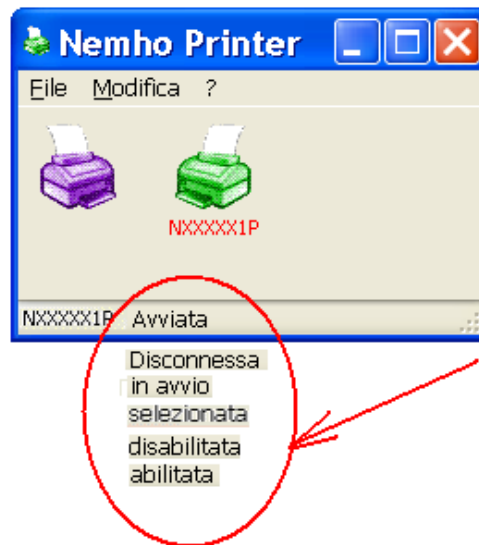 Nemho Printer
File Modifica ?
NXXXXX1P
NXXXXX1P Avviata
Disconnessa
in avvio
selezionata
disabilitata
abilitata